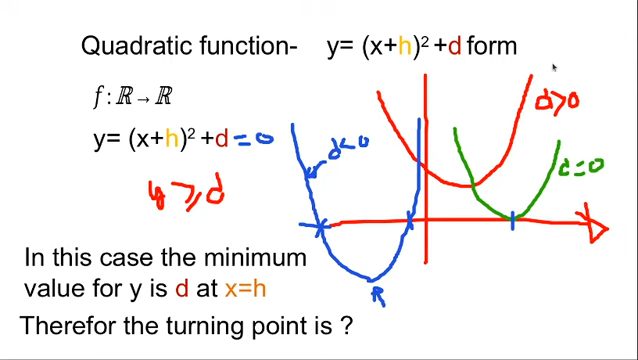 Quadratic function- y= (x+h)² +d form
f: ℝ → ℝ
y= (x+h)² +d = 0
y ≥ d
d<0
d>0
d=0
In this case the minimum
value for y is d at x=h
Therefor the turning point is ?